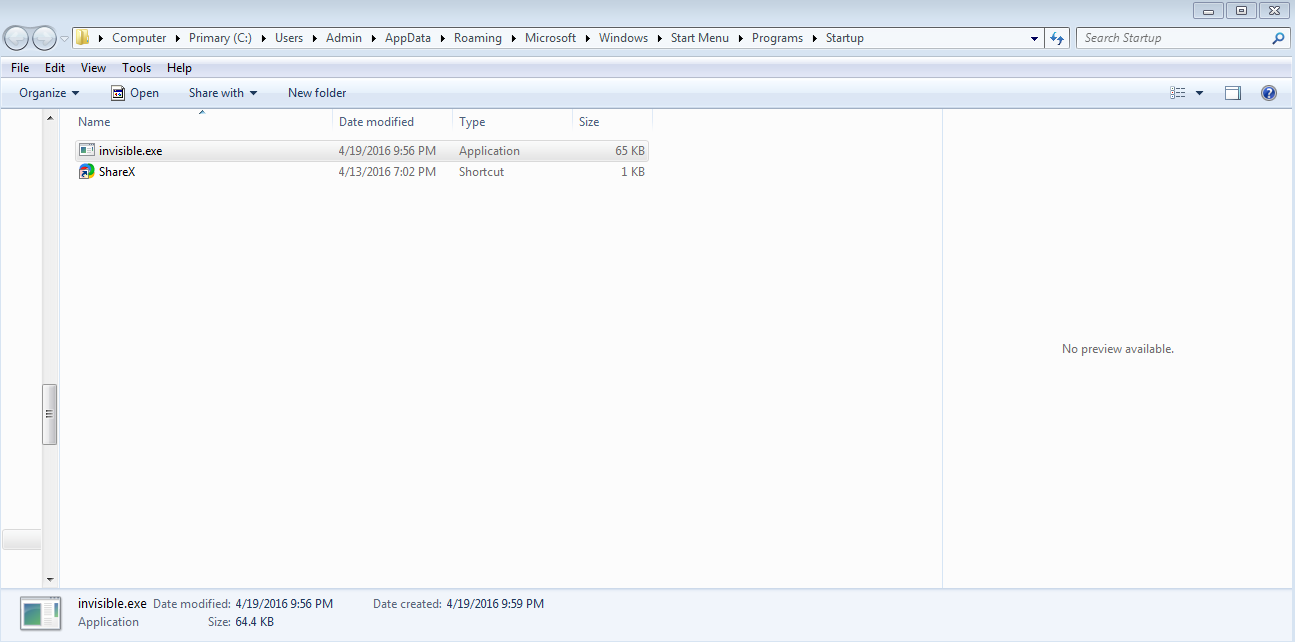 Computer Primary (C:) Users Admin AppData Roaming Microsoft Windows Start Menu Programs Startup Search Startup
File Edit View Tools Help
Organize Open Share with New folder
Name Date modified Type Size
invisible.exe 4/19/2016 9:56 PM Application 65 KB
ShareX 4/13/2016 7:02 PM Shortcut 1 KB
No preview available.
invisible.exe Date modified: 4/19/2016 9:56 PM Date created: 4/19/2016 9:59 PM
Application Size: 64.4 KB